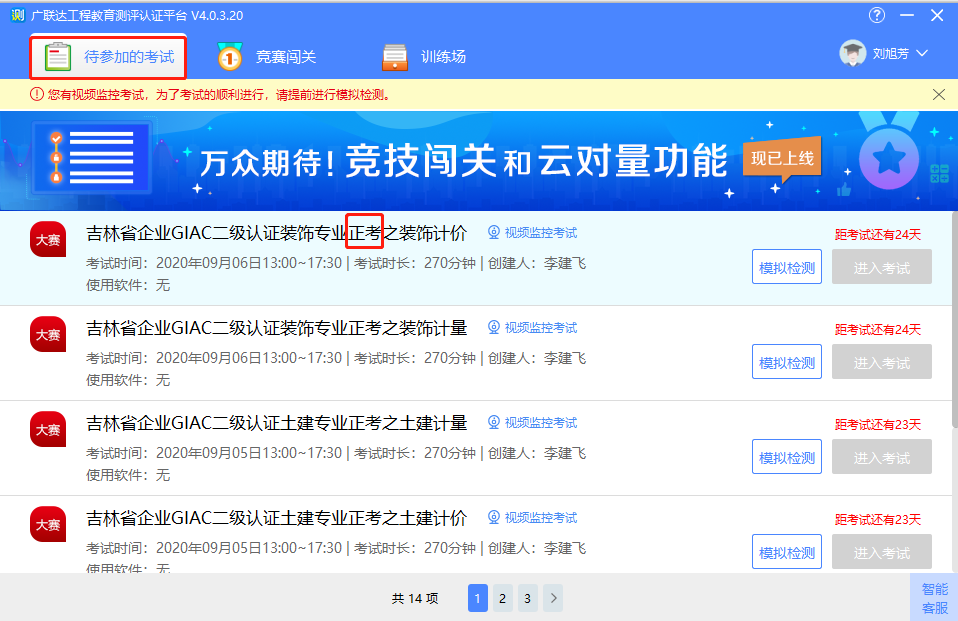 测 广联达工程教育测评认证平台 V4.0.3.20
待参加的考试 竞赛闯关 训练场 刘旭芳
您有视频监控考试，为了考试的顺利进行，请提前进行模拟检测。
万众期待！竞技闯关和云对量功能 现已上线
大赛 吉林省企业GIAC二级认证装饰专业正考之装饰计价 视频监控考试 距考试还有24天
考试时间：2020年09月06日13:00~17:30 | 考试时长：270分钟 | 创建人：李建飞 模拟检测 进入考试
使用软件：无
大赛 吉林省企业GIAC二级认证装饰专业正考之装饰计量 视频监控考试 距考试还有24天
考试时间：2020年09月06日13:00~17:30 | 考试时长：270分钟 | 创建人：李建飞 模拟检测 进入考试
使用软件：无
大赛 吉林省企业GIAC二级认证土建专业正考之土建计量 视频监控考试 距考试还有23天
考试时间：2020年09月05日13:00~17:30 | 考试时长：270分钟 | 创建人：李建飞 模拟检测 进入考试
使用软件：无
大赛 吉林省企业GIAC二级认证土建专业正考之土建计价 视频监控考试 距考试还有23天
考试时间：2020年09月05日13:00~17:30 | 考试时长：270分钟 | 创建人：李建飞 模拟检测 进入考试
使用软件：无
共 14 项 1 2 3 >
智能
客服